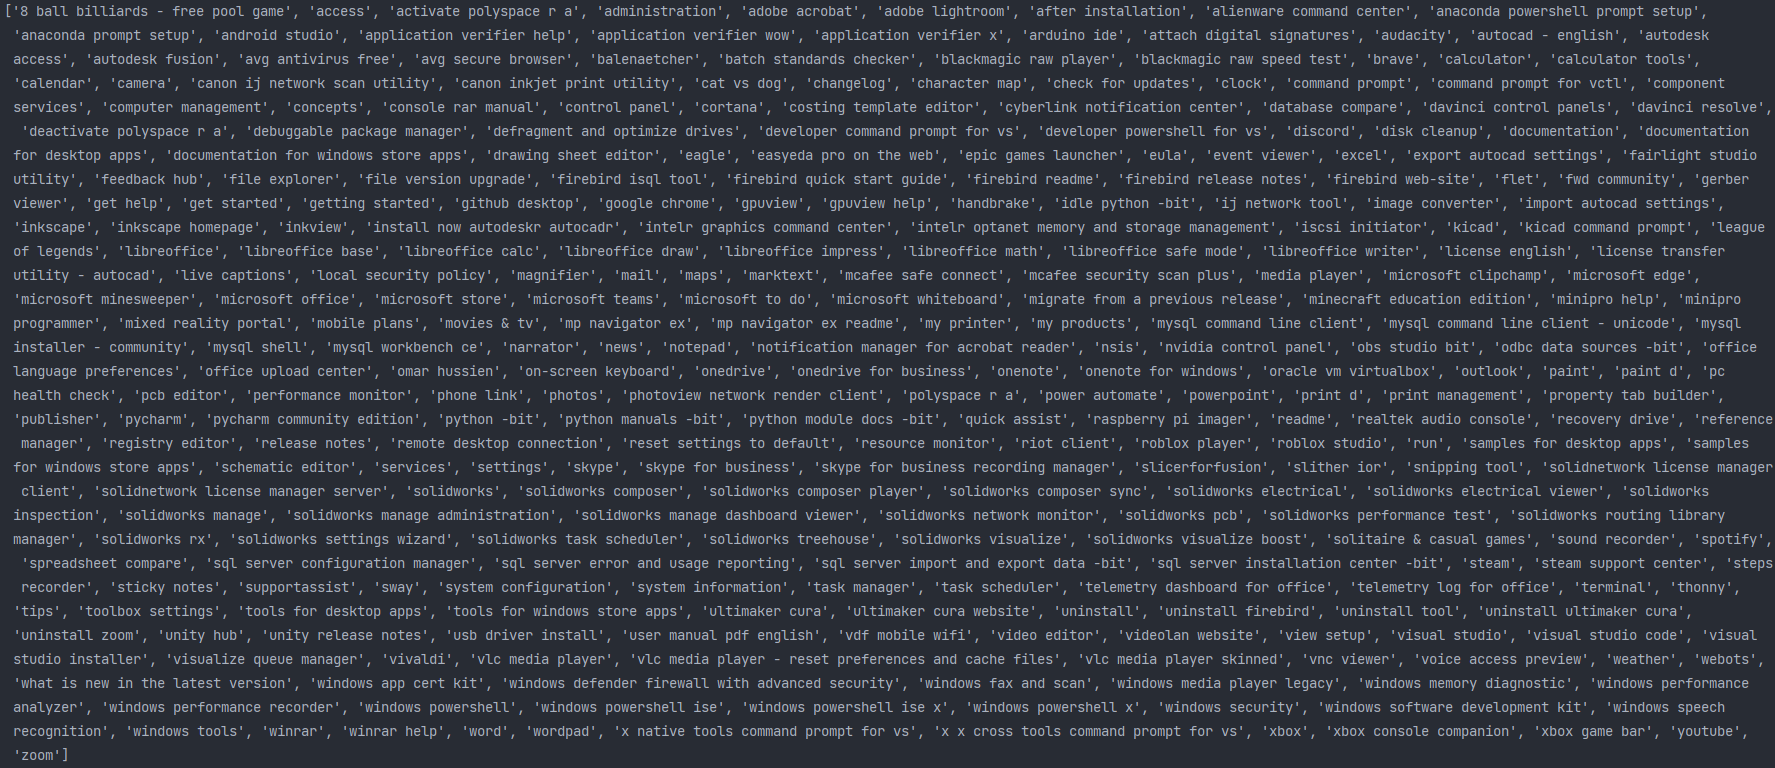 ['8 ball billiards - free pool game', 'access', 'activate polyspace r a', 'administration', 'adobe acrobat', 'adobe lightroom', 'after installation', 'alienware command center', 'anaconda powershell prompt setup',
'anaconda prompt setup', 'android studio', 'application verifier help', 'application verifier wow', 'application verifier x', 'arduino ide', 'attach digital signatures', 'audacity', 'autocad - english', 'autodesk
access', 'autodesk fusion', 'avg antivirus free', 'avg secure browser', 'balenaetcher', 'batch standards checker', 'blackmagic raw player', 'blackmagic raw speed test', 'brave', 'calculator', 'calculator tools',
'calendar', 'camera', 'canon ij network scan utility', 'canon inkjet print utility', 'cat vs dog', 'changelog', 'character map', 'check for updates', 'clock', 'command prompt', 'command prompt for vctl', 'component
services', 'computer management', 'concepts', 'console rar manual', 'control panel', 'cortana', 'costing template editor', 'cyberlink notification center', 'database compare', 'davinci control panels', 'davinci resolve',
'deactivate polyspace r a', 'debuggable package manager', 'defragment and optimize drives', 'developer command prompt for vs', 'developer powershell for vs', 'discord', 'disk cleanup', 'documentation', 'documentation
for desktop apps', 'documentation for windows store apps', 'drawing sheet editor', 'eagle', 'easyeda pro on the web', 'epic games launcher', 'eula', 'event viewer', 'excel', 'export autocad settings', 'fairlight studio
utility', 'feedback hub', 'file explorer', 'file version upgrade', 'firebird isql tool', 'firebird quick start guide', 'firebird readme', 'firebird release notes', 'firebird web-site', 'flet', 'fwd community', 'gerber
viewer', 'get help', 'get started', 'getting started', 'github desktop', 'google chrome', 'gpuview', 'gpuview help', 'handbrake', 'idle python -bit', 'ij network tool', 'image converter', 'import autocad settings',
'inkscape', 'inkscape homepage', 'inkview', 'install now autodeskr autocadr', 'intelr graphics command center', 'intelr optanet memory and storage management', 'iscsi initiator', 'kicad', 'kicad command prompt', 'league
of legends', 'libreoffice', 'libreoffice base', 'libreoffice calc', 'libreoffice draw', 'libreoffice impress', 'libreoffice math', 'libreoffice safe mode', 'libreoffice writer', 'license english', 'license transfer
utility - autocad', 'live captions', 'local security policy', 'magnifier', 'mail', 'maps', 'marktext', 'mcafee safe connect', 'mcafee security scan plus', 'media player', 'microsoft clipchamp', 'microsoft edge',
'microsoft minesweeper', 'microsoft office', 'microsoft store', 'microsoft teams', 'microsoft to do', 'microsoft whiteboard', 'migrate from a previous release', 'minecraft education edition', 'minipro help', 'minipro
programmer', 'mixed reality portal', 'mobile plans', 'movies & tv', 'mp navigator ex', 'mp navigator ex readme', 'my printer', 'my products', 'mysql command line client', 'mysql command line client - unicode', 'mysql
installer - community', 'mysql shell', 'mysql workbench ce', 'narrator', 'news', 'notepad', 'notification manager for acrobat reader', 'nsis', 'nvidia control panel', 'obs studio bit', 'odbc data sources -bit', 'office
language preferences', 'office upload center', 'omar hussien', 'on-screen keyboard', 'onedrive', 'onedrive for business', 'onenote', 'onenote for windows', 'oracle vm virtualbox', 'outlook', 'paint', 'paint d', 'pc
health check', 'pcb editor', 'performance monitor', 'phone link', 'photos', 'photoview network render client', 'polyspace r a', 'power automate', 'powerpoint', 'print d', 'print management', 'property tab builder',
'publisher', 'pycharm', 'pycharm community edition', 'python -bit', 'python manuals -bit', 'python module docs -bit', 'quick assist', 'raspberry pi imager', 'readme', 'realtek audio console', 'recovery drive', 'reference
manager', 'registry editor', 'release notes', 'remote desktop connection', 'reset settings to default', 'resource monitor', 'riot client', 'roblox player', 'roblox studio', 'run', 'samples for desktop apps', 'samples
for windows store apps', 'schematic editor', 'services', 'settings', 'skype', 'skype for business', 'skype for business recording manager', 'slicerforfusion', 'slither ior', 'snipping tool', 'solidnetwork license manager
client', 'solidnetwork license manager server', 'solidworks', 'solidworks composer', 'solidworks composer player', 'solidworks composer sync', 'solidworks electrical', 'solidworks electrical viewer', 'solidworks
inspection', 'solidworks manage', 'solidworks manage administration', 'solidworks manage dashboard viewer', 'solidworks network monitor', 'solidworks pcb', 'solidworks performance test', 'solidworks routing library
manager', 'solidworks rx', 'solidworks settings wizard', 'solidworks task scheduler', 'solidworks treehouse', 'solidworks visualize', 'solidworks visualize boost', 'solitaire & casual games', 'sound recorder', 'spotify',
'spreadsheet compare', 'sql server configuration manager', 'sql server error and usage reporting', 'sql server import and export data -bit', 'sql server installation center -bit', 'steam', 'steam support center', 'steps
recorder', 'sticky notes', 'supportassist', 'sway', 'system configuration', 'system information', 'task manager', 'task scheduler', 'telemetry dashboard for office', 'telemetry log for office', 'terminal', 'thonny',
'tips', 'toolbox settings', 'tools for desktop apps', 'tools for windows store apps', 'ultimaker cura', 'ultimaker cura website', 'uninstall', 'uninstall firebird', 'uninstall tool', 'uninstall ultimaker cura',
'uninstall zoom', 'unity hub', 'unity release notes', 'usb driver install', 'user manual pdf english', 'vdf mobile wifi', 'video editor', 'videolan website', 'view setup', 'visual studio', 'visual studio code', 'visual
studio installer', 'visualize queue manager', 'vivaldi', 'vlc media player', 'vlc media player - reset preferences and cache files', 'vlc media player skinned', 'vnc viewer', 'voice access preview', 'weather', 'webots',
'what is new in the latest version', 'windows app cert kit', 'windows defender firewall with advanced security', 'windows fax and scan', 'windows media player legacy', 'windows memory diagnostic', 'windows performance
analyzer', 'windows performance recorder', 'windows powershell', 'windows powershell ise', 'windows powershell ise x', 'windows powershell x', 'windows security', 'windows software development kit', 'windows speech
recognition', 'windows tools', 'winrar', 'winrar help', 'word', 'wordpad', 'x native tools command prompt for vs', 'x x cross tools command prompt for vs', 'xbox', 'xbox console companion', 'xbox game bar', 'youtube',
'zoom']